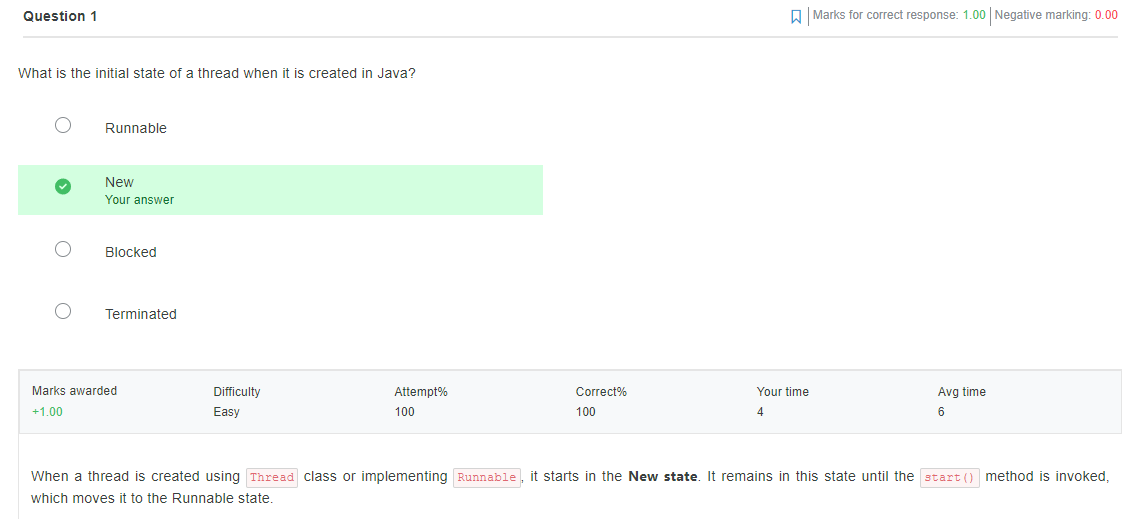 Question 1
Marks for correct response: 1.00 Negative marking: 0.00
What is the initial state of a thread when it is created in Java?
Runnable
New
Your answer
Blocked
Terminated
Marks awarded Difficulty Attempt% Correct% Your time Avg time
+1.00 Easy 100 100 4 6
When a thread is created using Thread class or implementing Runnable, it starts in the New state. It remains in this state until the start() method is invoked,
which moves it to the Runnable state.